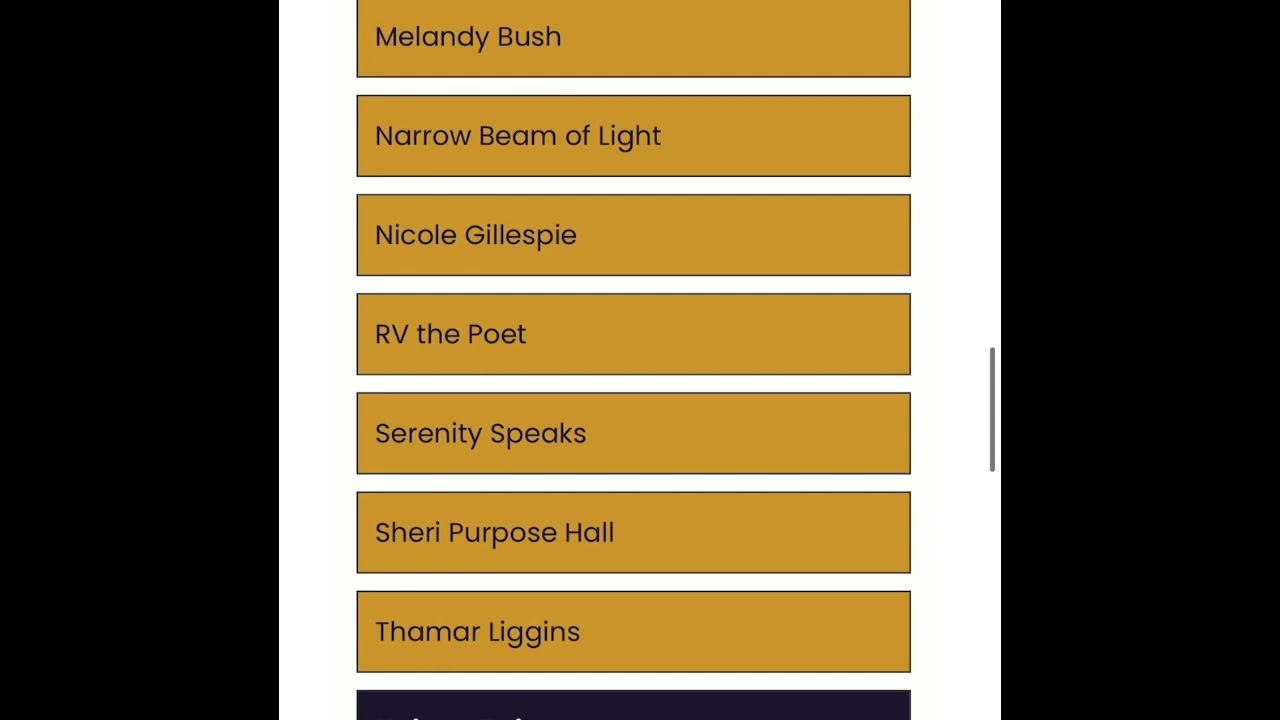 Melandy Bush
Narrow Beam of Light
Nicole Gillespie
RV the Poet
Serenity Speaks
Sheri Purpose Hall
Thamar Liggins